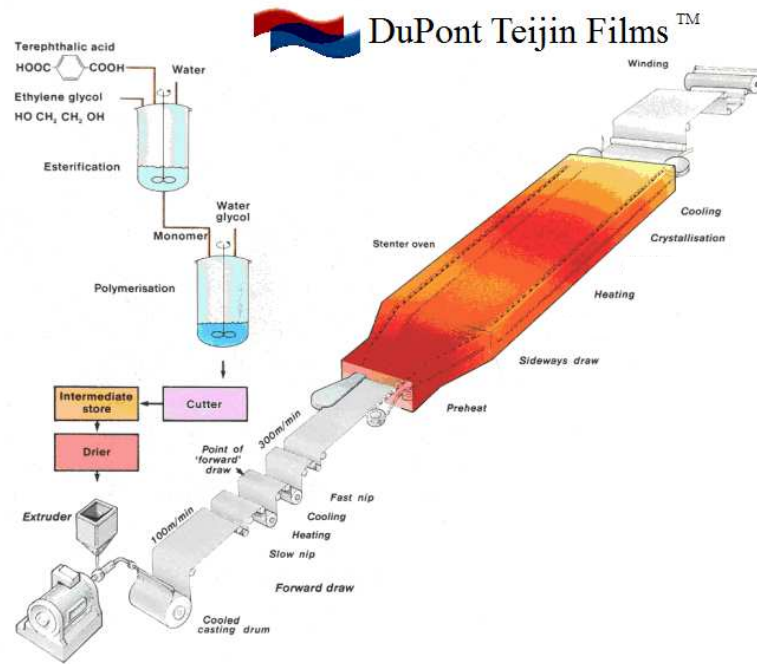 DuPont Teijin Films™
Terephthalic acid
HOOC COOH
Water
Ethylene glycol
HO CH₂ CH₂ OH
Esterification
Water
glycol
Monomer
Polymerisation
Intermediate
store
Cutter
Drier
Extruder
Cooled
casting drum
100m/min
Forward draw
Slow nip
Heating
Cooling
Fast nip
Point of
'forward'
draw
300m/min
Preheat
Sideways draw
Stenter oven
Heating
Crystallisation
Cooling
Winding